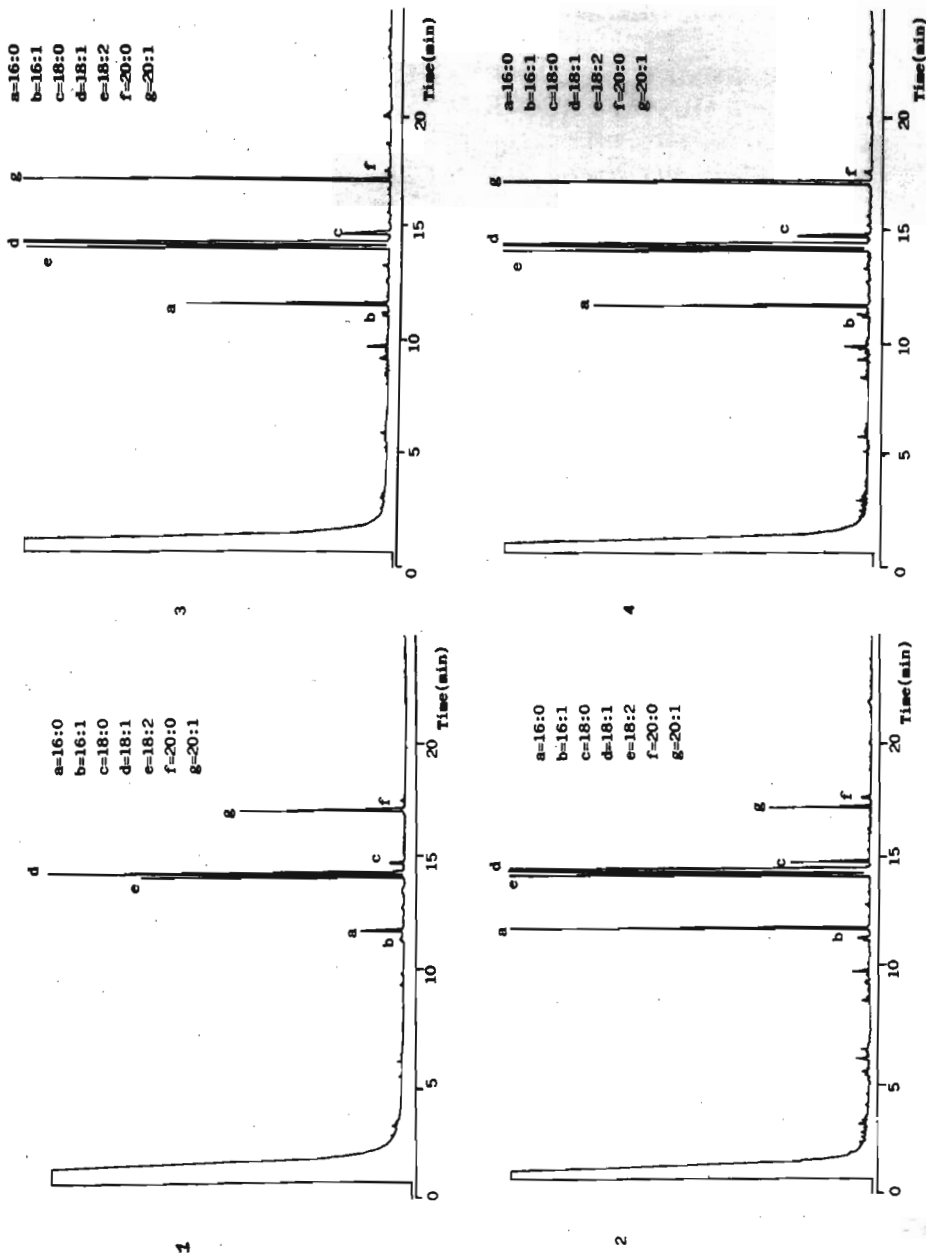 1
d
e
g
a
b
c
f
a=16:0
b=16:1
c=18:0
d=18:1
e=18:2
f=20:0
g=20:1
0
5
10
15
20
Time(min)
2
a
e
d
g
b
c
f
a=16:0
b=16:1
c=18:0
d=18:1
e=18:2
f=20:0
g=20:1
0
5
10
15
20
Time(min)
3
d
g
e
a
b
c
f
a=16:0
b=16:1
c=18:0
d=18:1
e=18:2
f=20:0
g=20:1
0
5
10
15
20
Time(min)
4
e
d
g
a
b
c
f
a=16:0
b=16:1
c=18:0
d=18:1
e=18:2
f=20:0
g=20:1
0
5
10
15
20
Time(min)